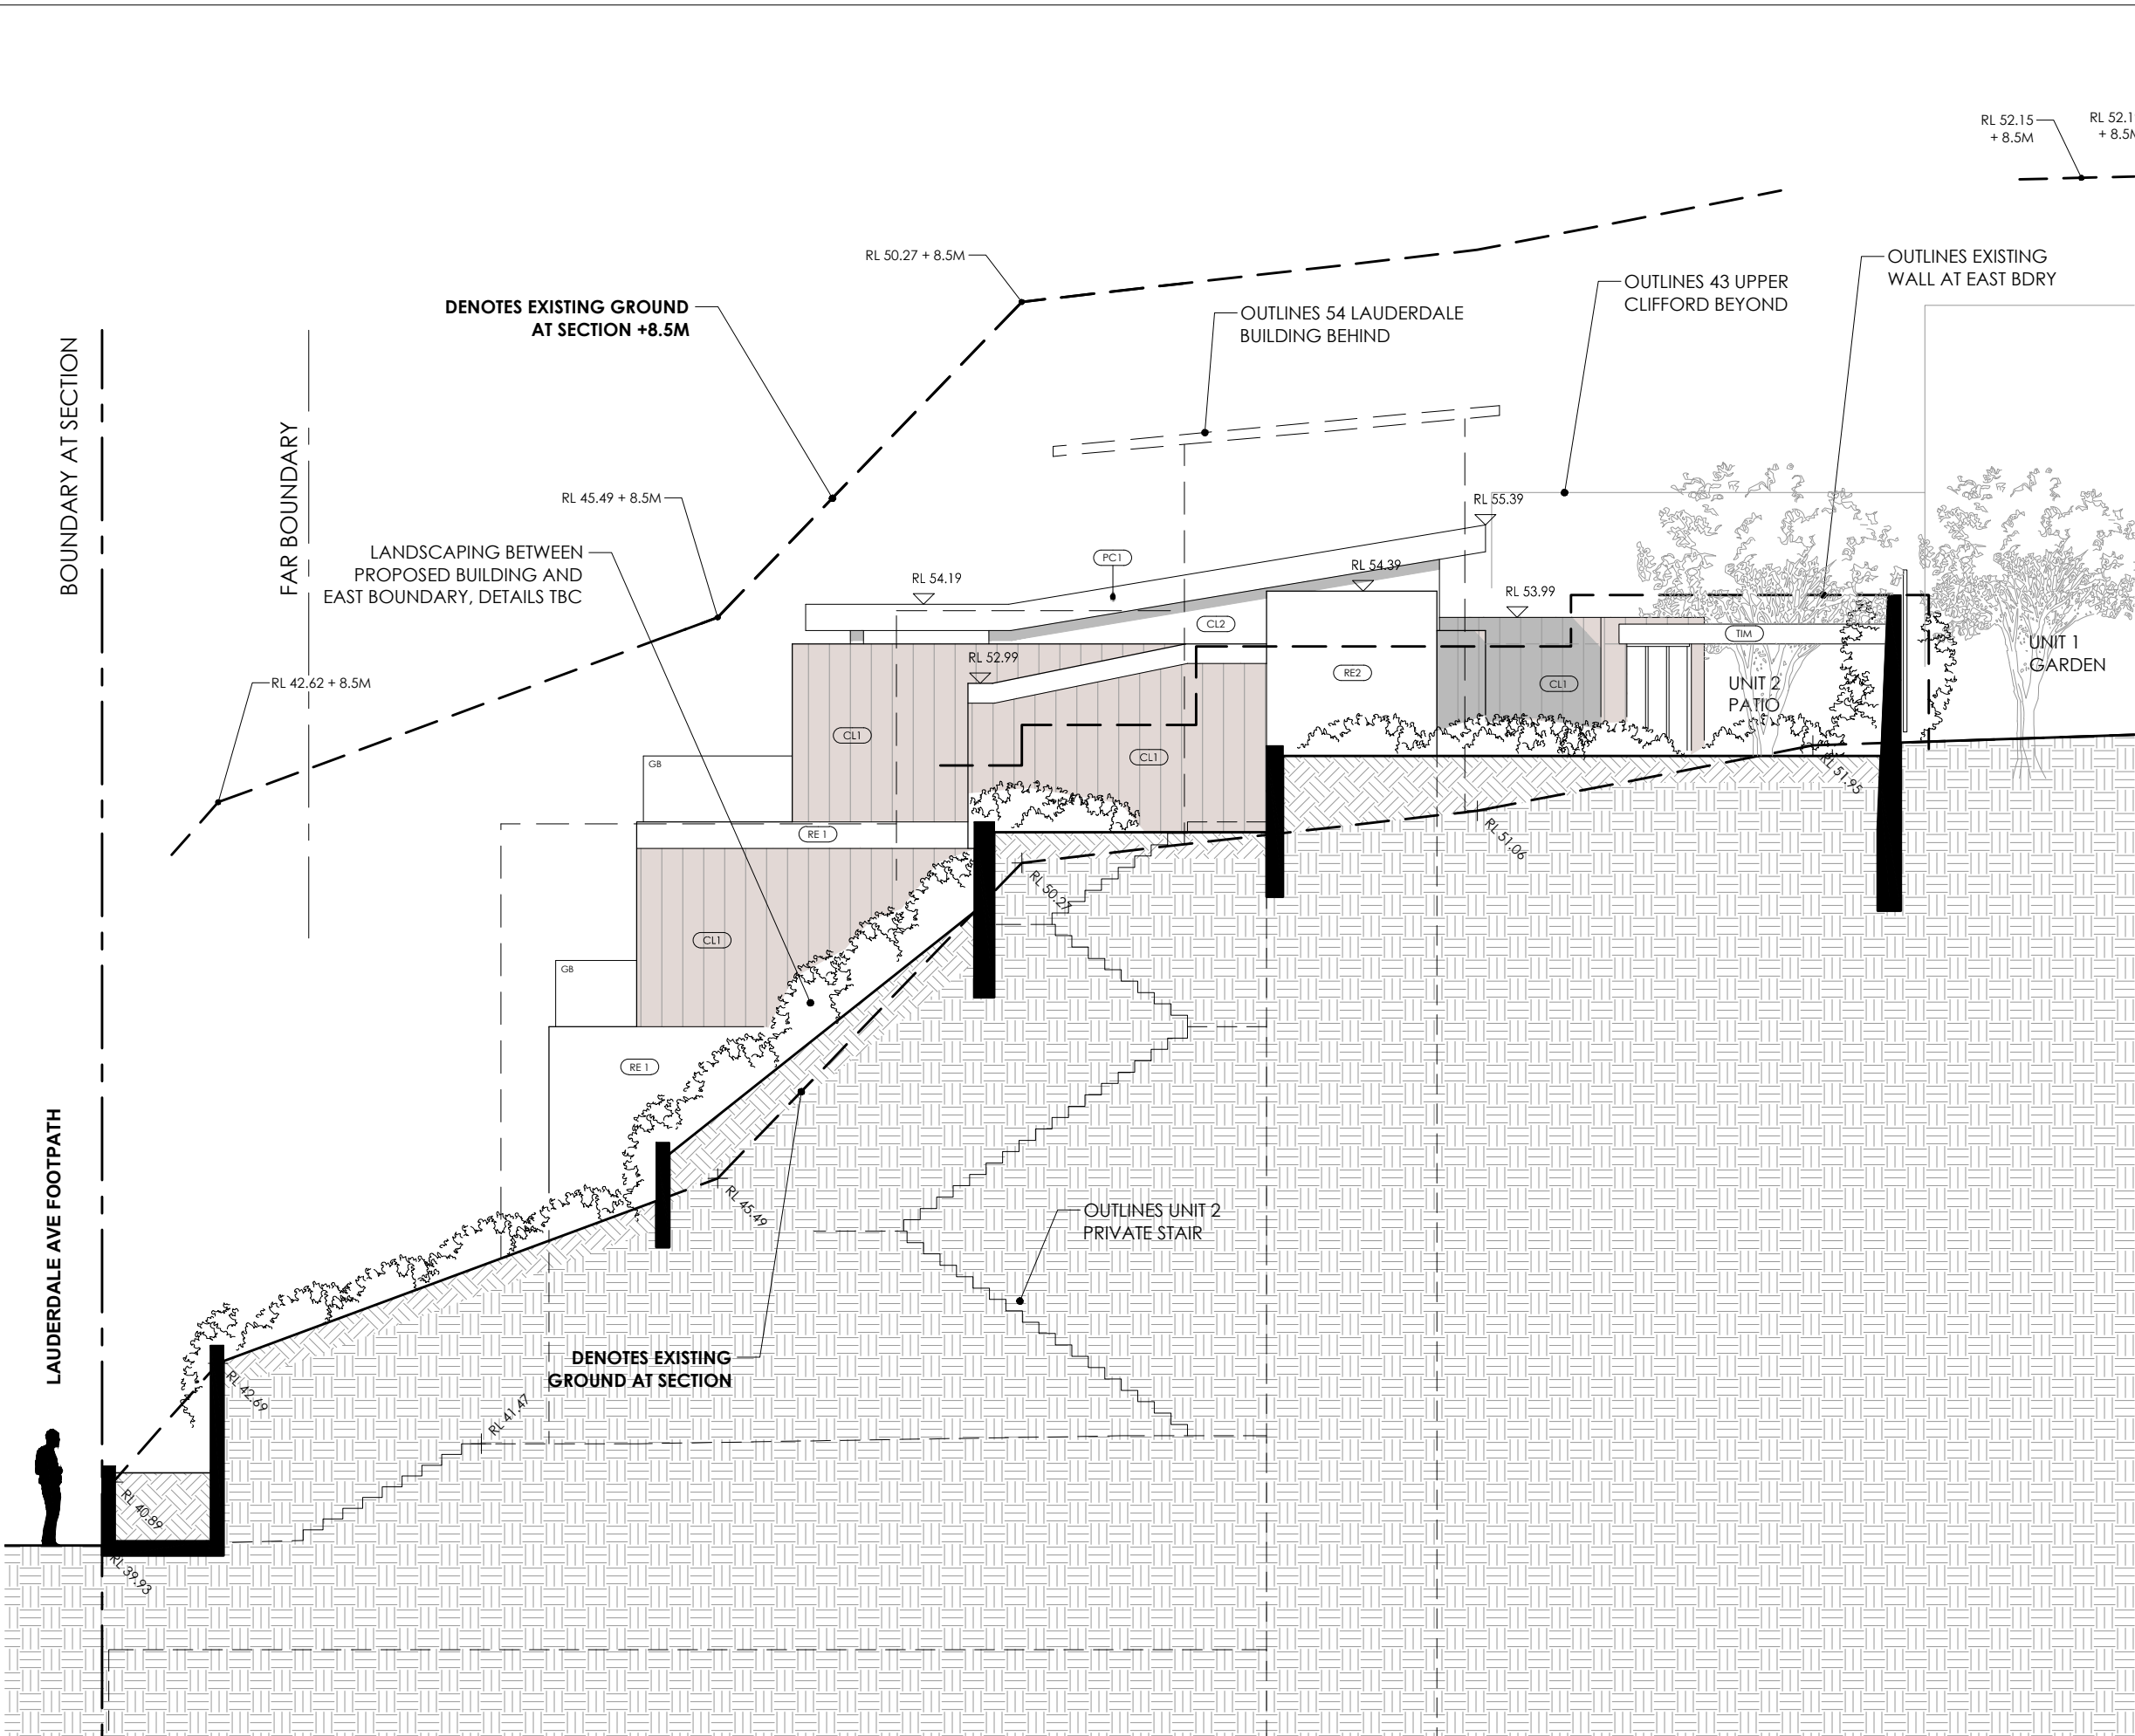 RL 52.15
+ 8.5M
RL 50.27 + 8.5M
OUTLINES EXISTING
WALL AT EAST BDRY
OUTLINES 43 UPPER
CLIFFORD BEYOND
DENOTES EXISTING GROUND
AT SECTION +8.5M
OUTLINES 54 LAUDERDALE
BUILDING BEHIND
BOUNDARY AT SECTION
FAR BOUNDARY
RL 45.49 + 8.5M
RL 55.39
LANDSCAPING BETWEEN
PROPOSED BUILDING AND
EAST BOUNDARY, DETAILS TBC
PC1
RL 54.19
RL 54.39
RL 53.99
CL2
TIM
RL 52.99
UNIT 1
GARDEN
RE2
CL1
UNIT 2
PATIO
RL 42.62 + 8.5M
CL1
CL1
GB
RL 51.95
RE 1
RL 51.06
RL 50.27
CL1
GB
RE 1
LAUDERDALE AVE FOOTPATH
RL 45.49
OUTLINES UNIT 2
PRIVATE STAIR
DENOTES EXISTING
GROUND AT SECTION
RL 42.69
RL 41.47
RL 40.89
RL 39.93